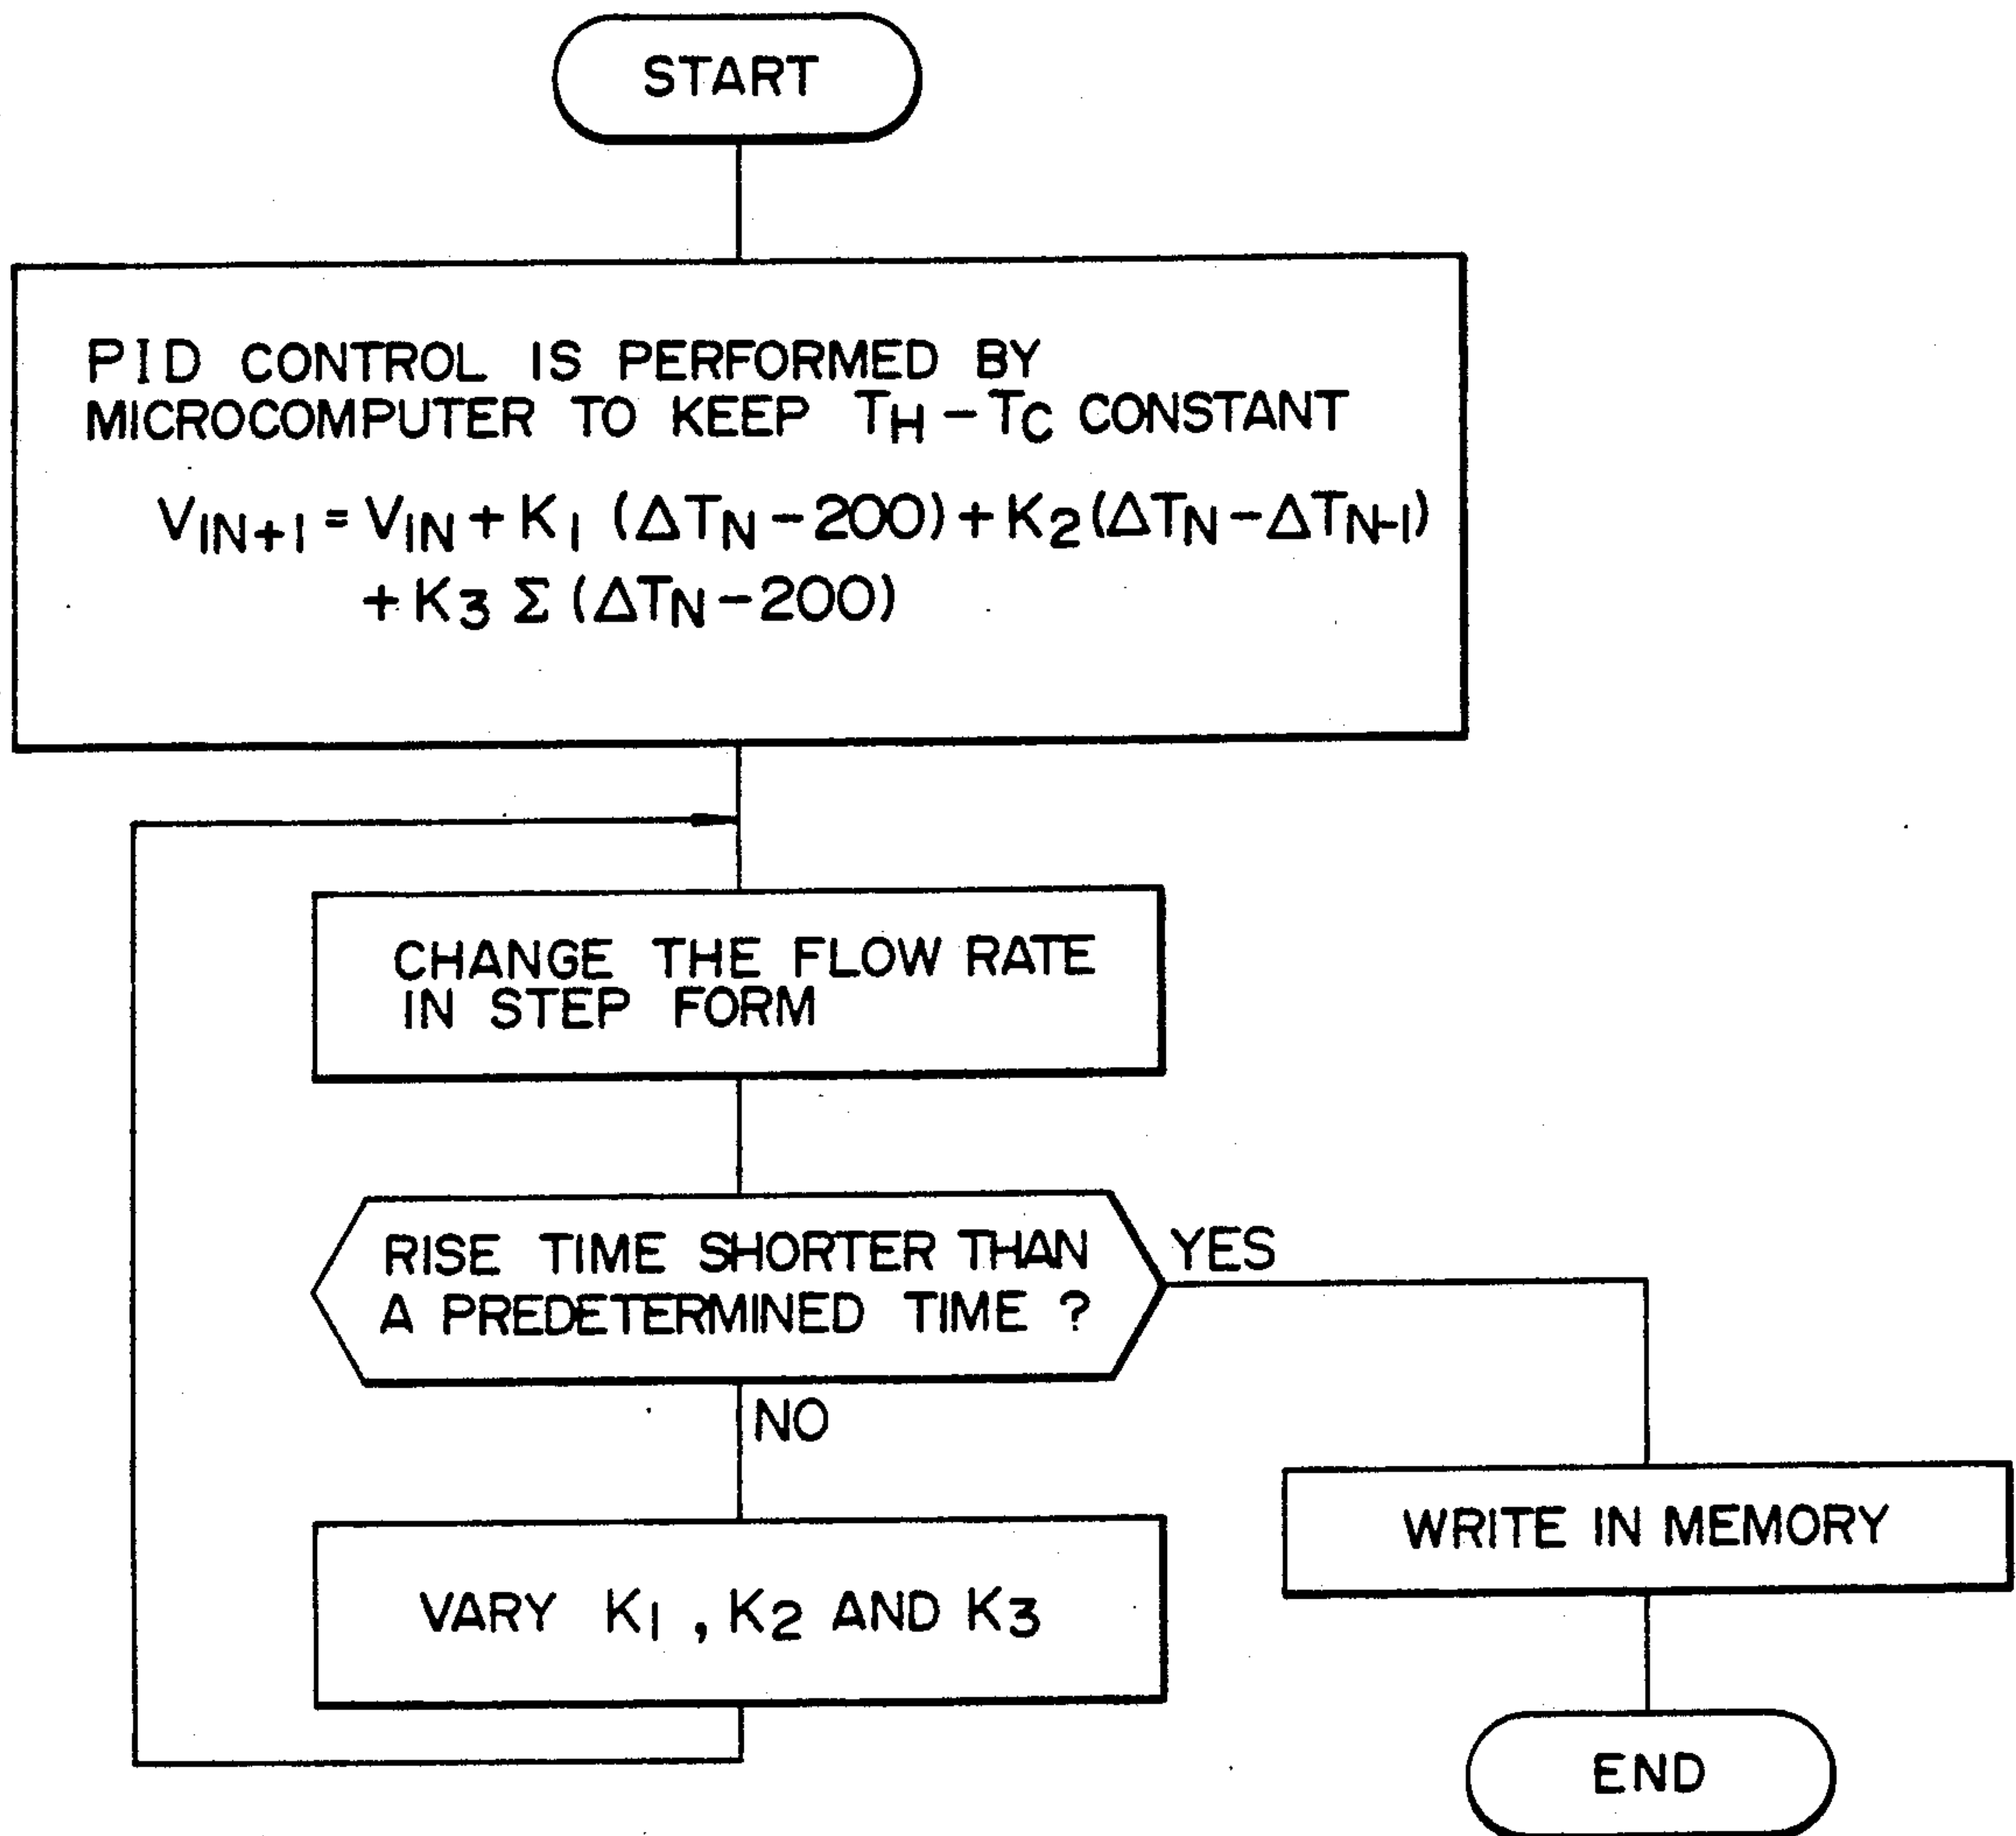 START
PID CONTROL IS PERFORMED BY
MICROCOMPUTER TO KEEP TH-TC CONSTANT
VIN+1=VIN+K1 (ΔTN-200)+K2(ΔTN-ΔTN-1)
+K3 Σ (ΔTN-200)
CHANGE THE FLOW RATE
IN STEP FORM
RISE TIME SHORTER THAN
A PREDETERMINED TIME ?
YES
NO
WRITE IN MEMORY
VARY K1 , K2 AND K3
END